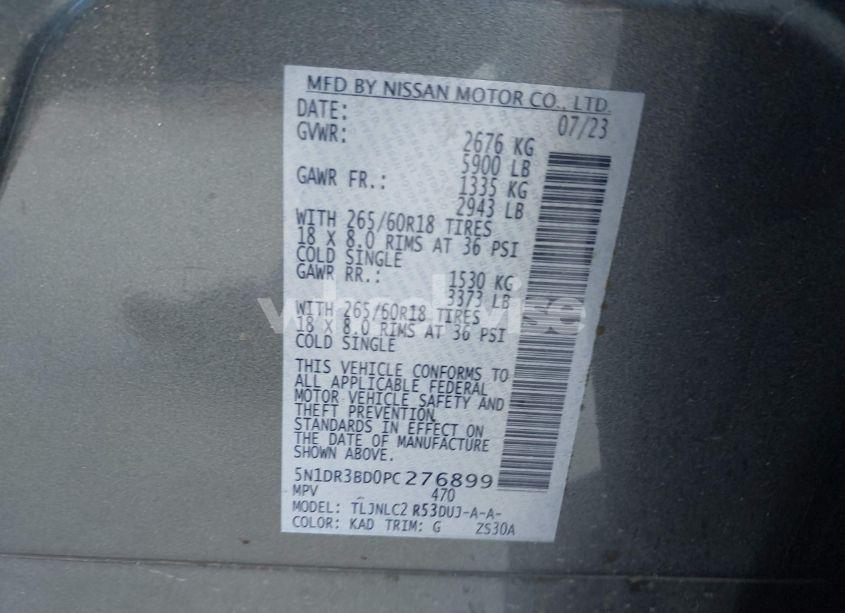 MFD BY NISSAN MOTOR CO., LTD.
DATE: 07/23
GVWR: 2676 KG
5900 LB
GAWR FR.: 1335 KG
2943 LB
WITH 265/60R18 TIRES
18 X 8.0 RIMS AT 36 PSI
COLD SINGLE
GAWR RR.: 1530 KG
3373 LB
WITH 265/60R18 TIRES
18 X 8.0 RIMS AT 36 PSI
COLD SINGLE
THIS VEHICLE CONFORMS TO
ALL APPLICABLE FEDERAL
MOTOR VEHICLE SAFETY AND
THEFT PREVENTION
STANDARDS IN EFFECT ON
THE DATE OF MANUFACTURE
SHOWN ABOVE.
5N1DR3BD0PC276899
MPV 470
MODEL: TLJNLC2 R53DUJ-A-A-
COLOR: KAD TRIM: G ZS30A